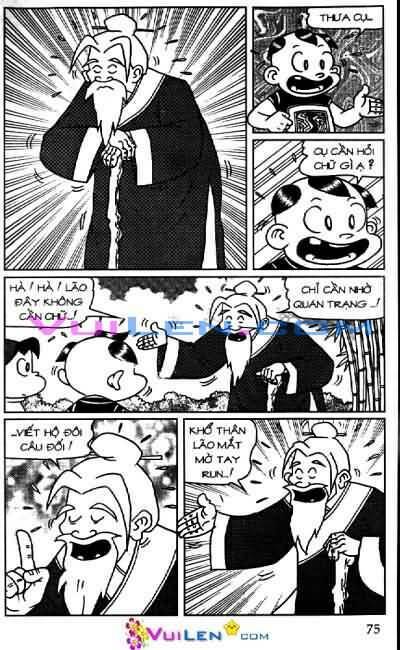 THƯA CỤ..
CỤ CẦN HỎI
CHỮ GÌ Ạ?
HÀ! HÀ! LÃO
ĐÂY KHÔNG
CẦN CHỮ..!
CHỈ CẦN NHỜ
QUAN TRẠNG ..!
VUILEN.COM
..VIẾT HỘ ĐÔI
CÂU ĐỐI!
KHỔ THÂN
LÃO MẮT
MỜ TAY
RUN..!
75
VUILEN COM